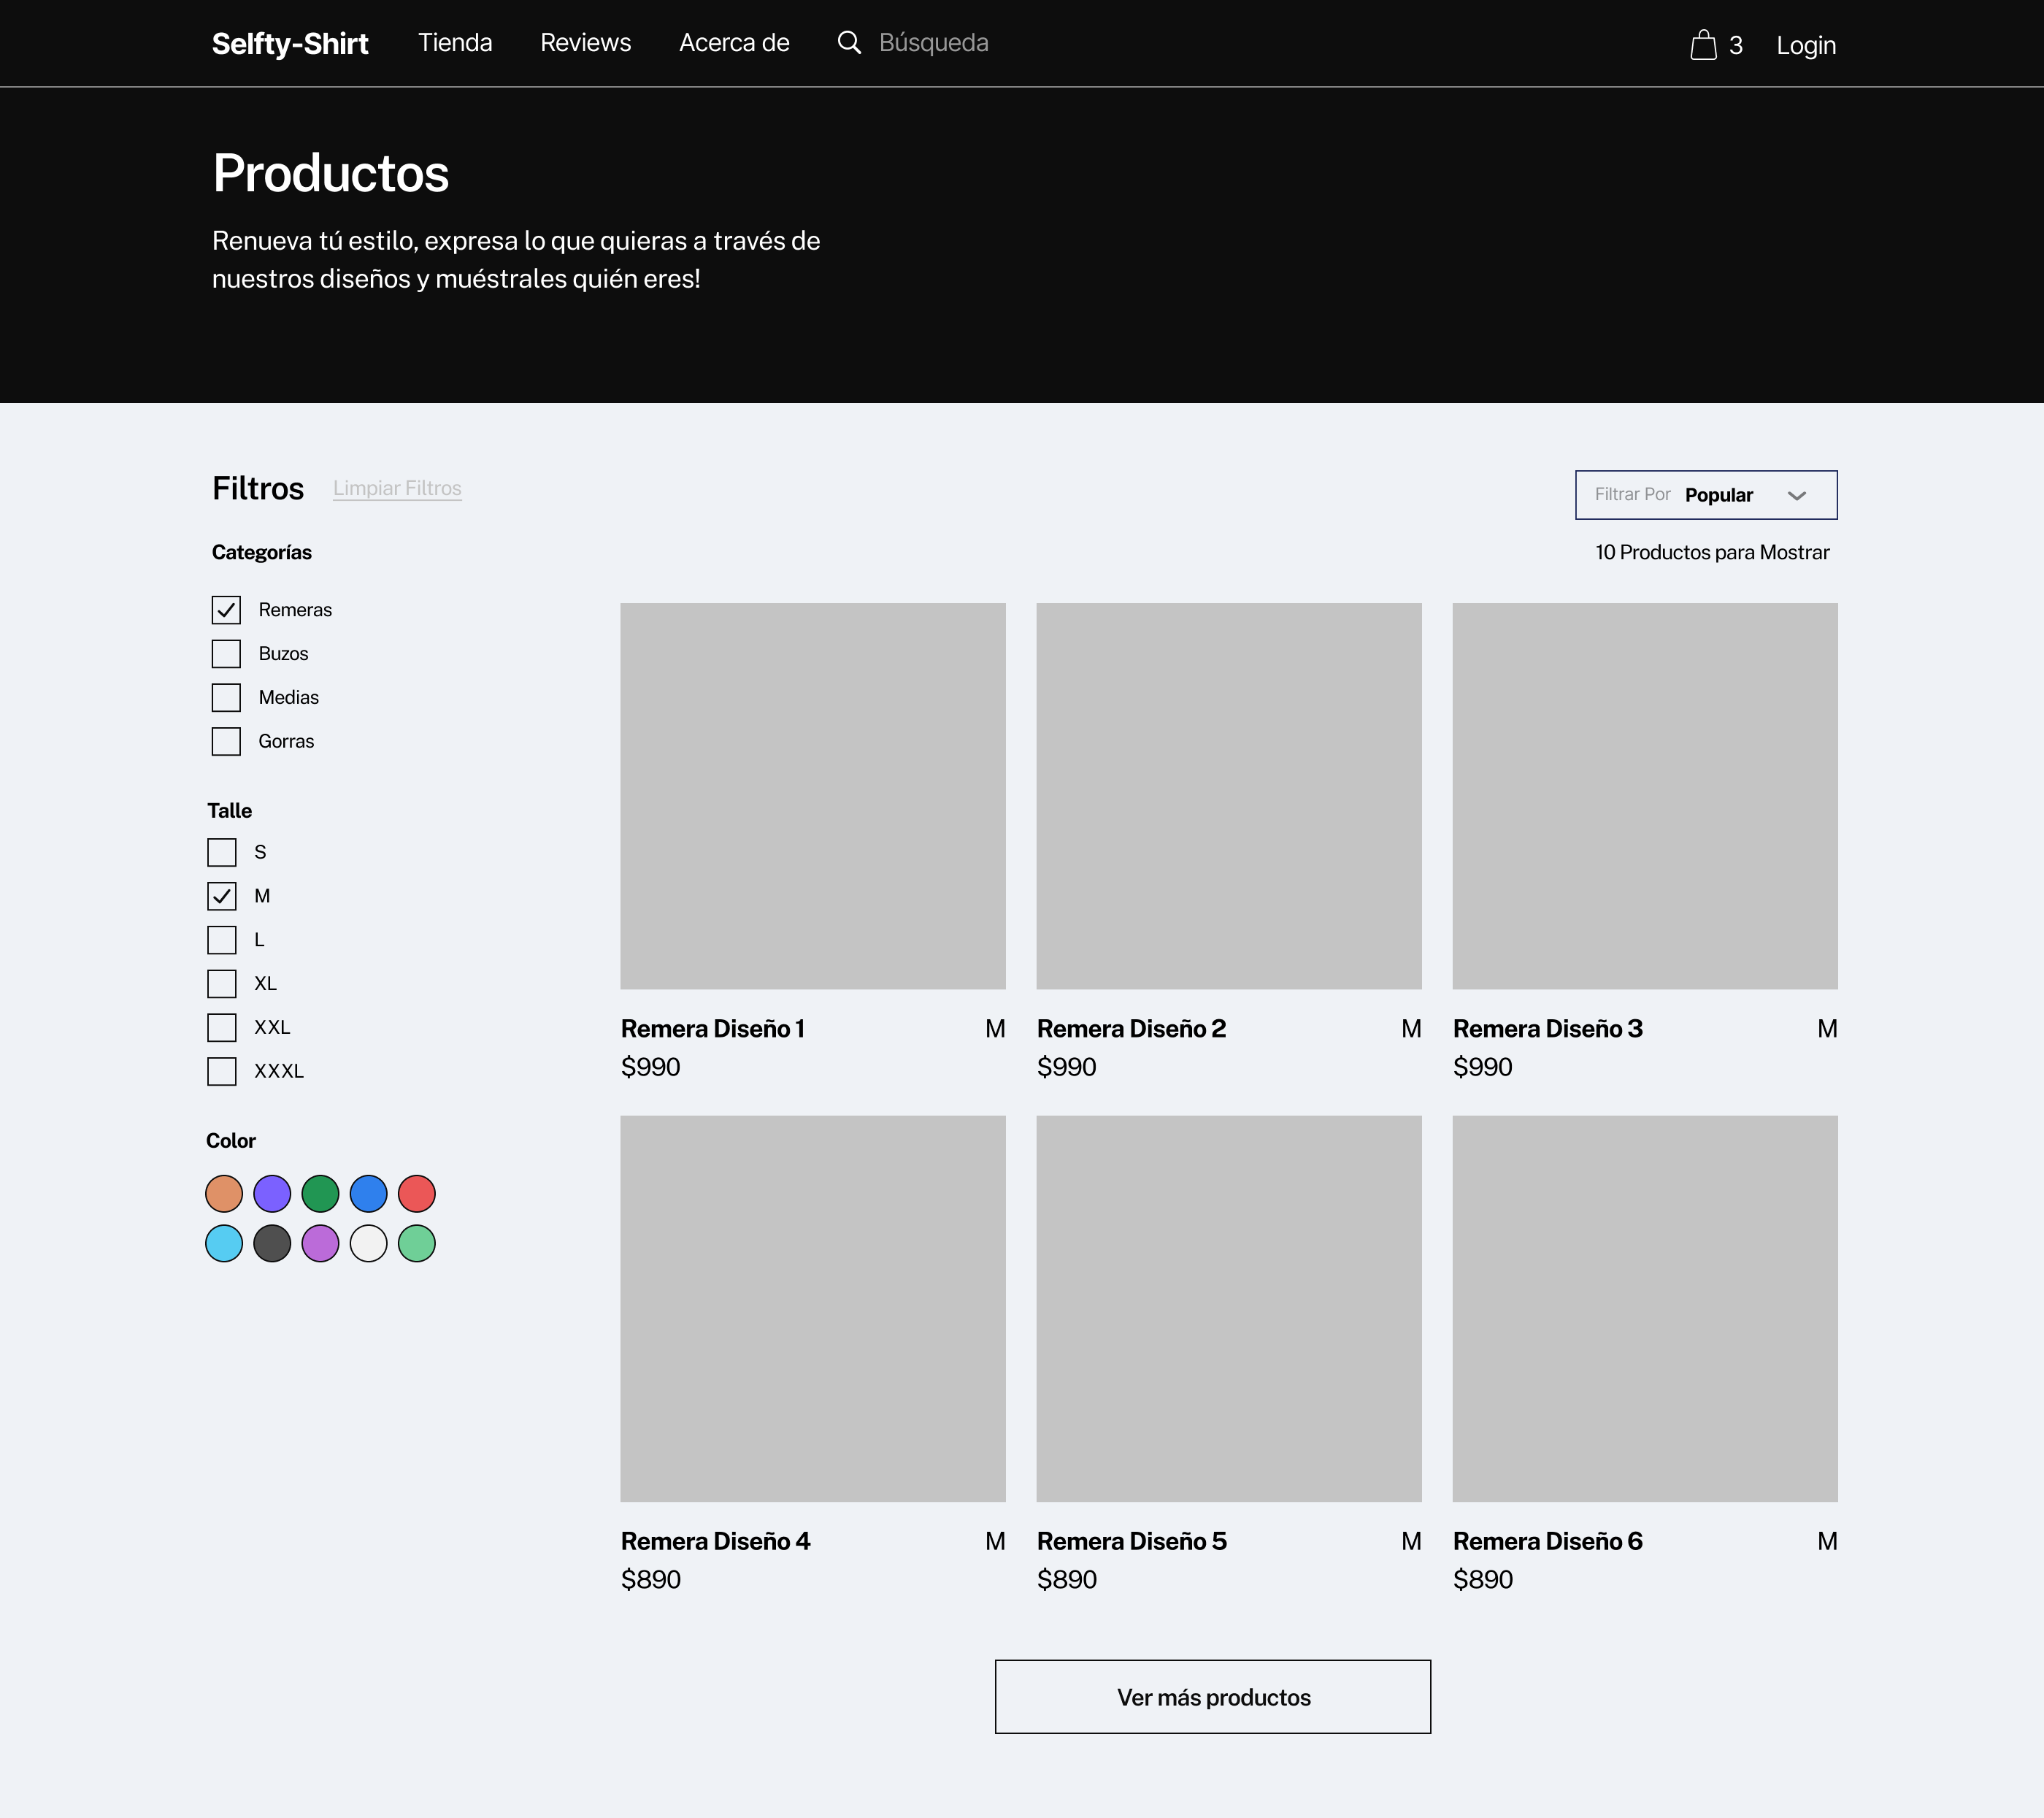 Selfty-Shirt Tienda Reviews Acerca de Búsqueda 3 Login
Productos
Renueva tú estilo, expresa lo que quieras a través de
nuestros diseños y muéstrales quién eres!
Filtros Limpiar Filtros
Filtrar Por Popular
Categorías
10 Productos para Mostrar
Remeras
Buzos
Medias
Gorras
Talle
S
M
L
XL
XXL
XXXL
Color
Remera Diseño 1 M
$990
Remera Diseño 2 M
$990
Remera Diseño 3 M
$990
Remera Diseño 4 M
$890
Remera Diseño 5 M
$890
Remera Diseño 6 M
$890
Ver más productos